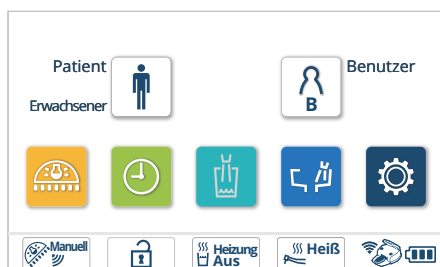 Patient
Benutzer
Erwachsener
B
Manuell
Heizung
Aus
Heiß